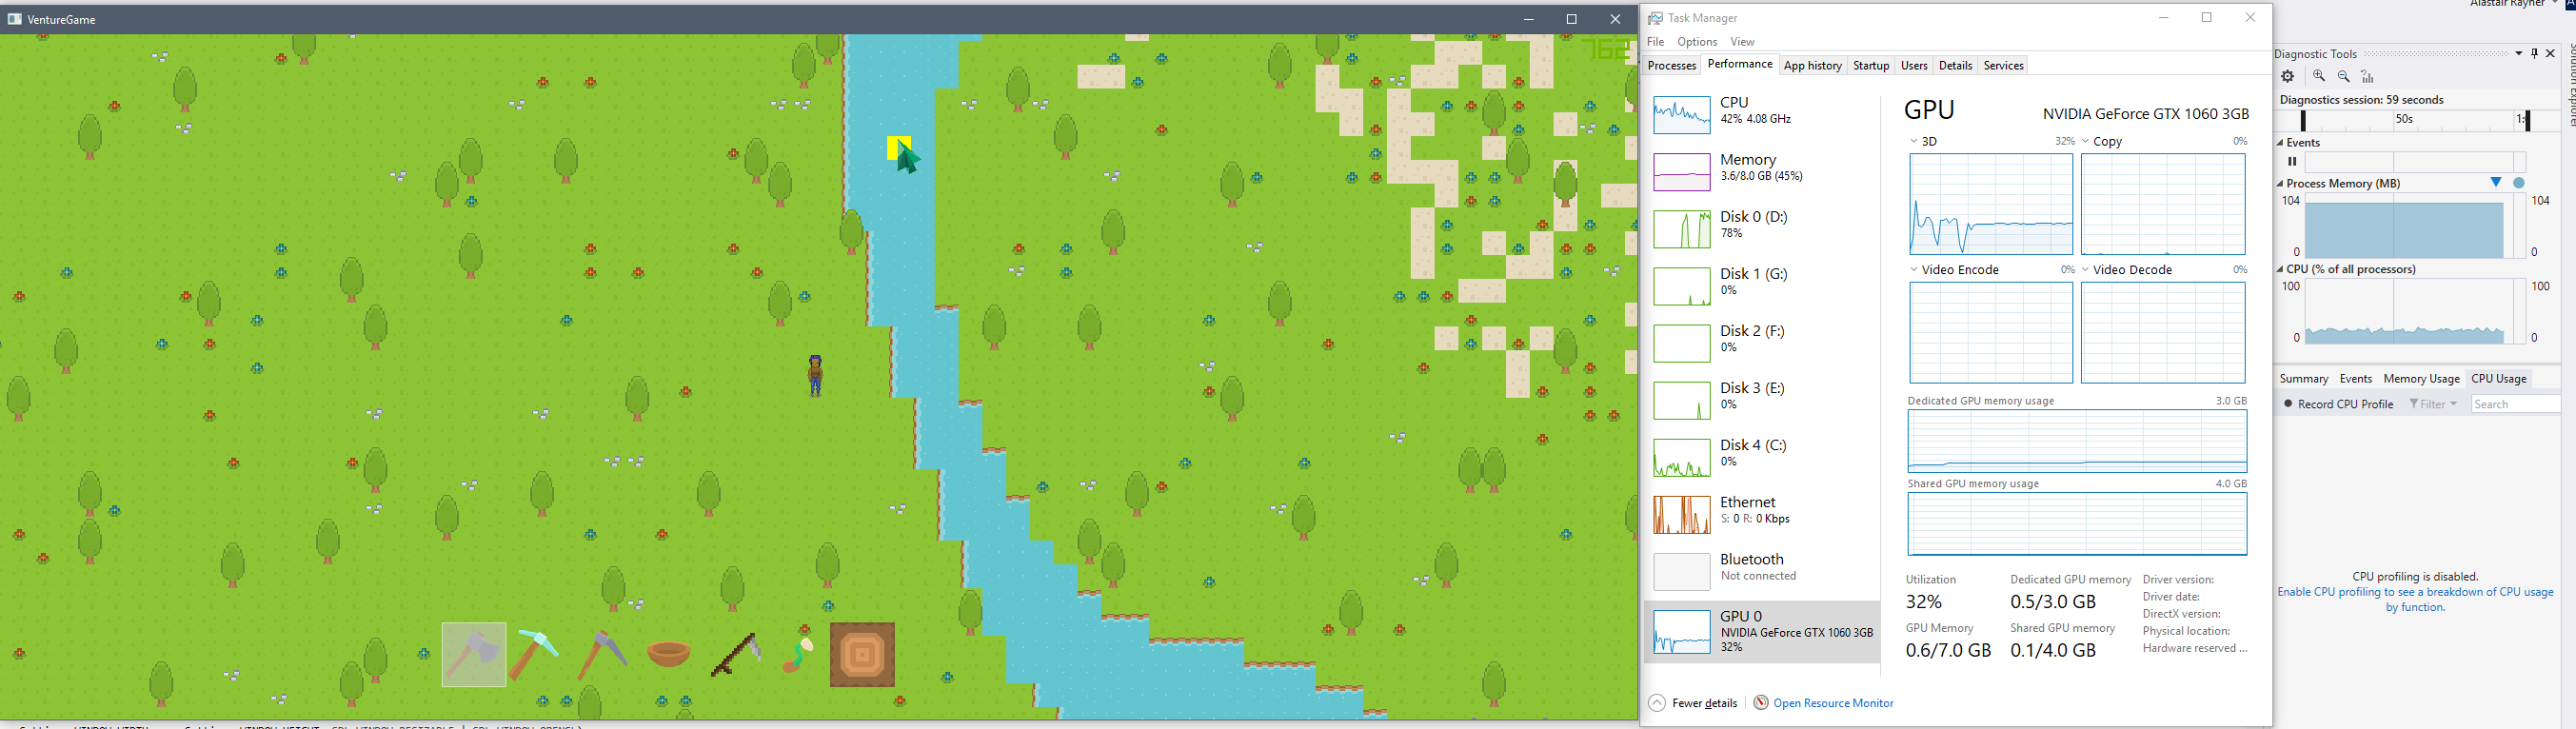 VentureGame
762
Task Manager
File Options View
Processes Performance App history Startup Users Details Services
CPU
42% 4.08 GHz
Memory
3.6/8.0 GB (45%)
Disk 0 (D:)
78%
Disk 1 (G:)
0%
Disk 2 (F:)
0%
Disk 3 (E:)
0%
Disk 4 (C:)
0%
Ethernet
S: 0 R: 0 Kbps
Bluetooth
Not connected
GPU 0
NVIDIA GeForce GTX 1060 3GB
32%
GPU NVIDIA GeForce GTX 1060 3GB
3D 32% Copy 0%
Video Encode 0% Video Decode 0%
Dedicated GPU memory usage 3.0 GB
Shared GPU memory usage 4.0 GB
Utilization
32%
Dedicated GPU memory
0.5/3.0 GB
GPU Memory
0.6/7.0 GB
Shared GPU memory
0.1/4.0 GB
Driver version:
Driver date:
DirectX version:
Physical location:
Hardware reserved ...
Fewer details Open Resource Monitor
Alastair Rayner
Solution Explorer
Diagnostic Tools
Diagnostics session: 59 seconds
50s 1:
Events
Process Memory (MB)
104 104
0 0
CPU (% of all processors)
100 100
0 0
Summary Events Memory Usage CPU Usage
Record CPU Profile Filter Search
CPU profiling is disabled.
Enable CPU profiling to see a breakdown of CPU usage
by function.